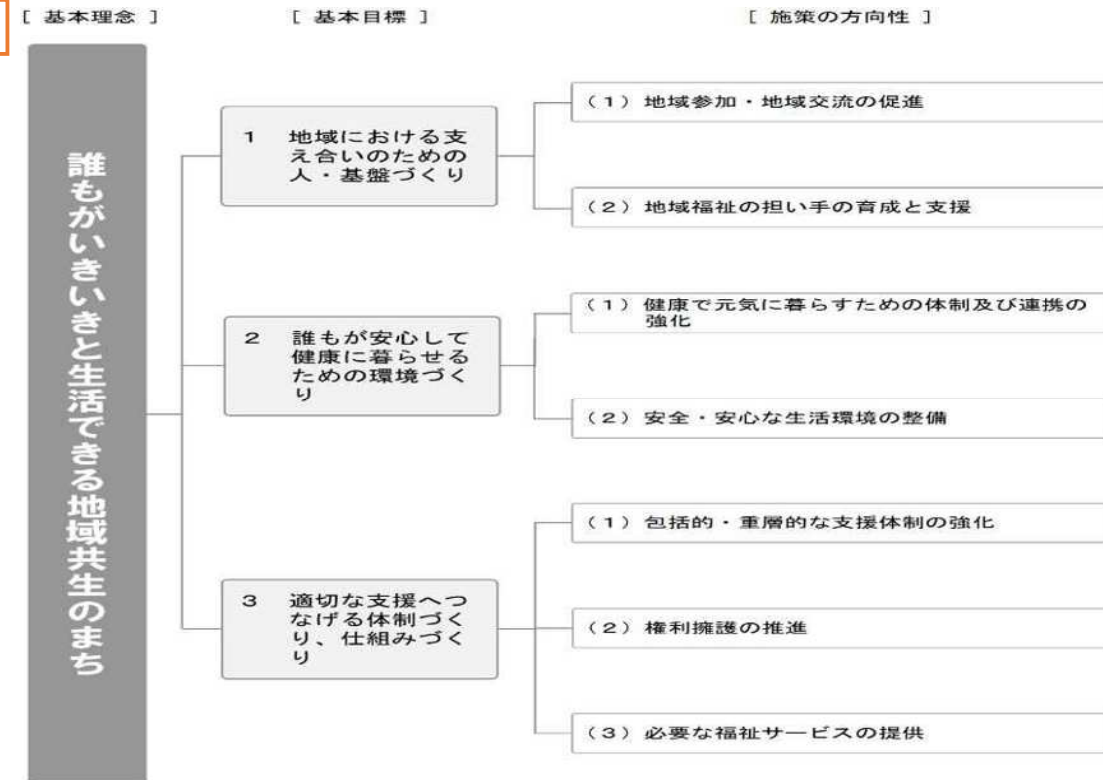 [ 基本理念 ]
[ 基本目標 ]
[ 施策の方向性 ]
誰もがいきいきと生活できる地域共生のまち
1 地域における支
え合いのための
人・基盤づくり
(1) 地域参加・地域交流の促進
(2) 地域福祉の担い手の育成と支援
2 誰もが安心して
健康に暮らせる
ための環境づく
り
(1) 健康で元気に暮らすための体制及び連携の
強化
(2) 安全・安心な生活環境の整備
3 適切な支援へつ
なげる体制づく
り、仕組みづく
り
(1) 包括的・重層的な支援体制の強化
(2) 権利擁護の推進
(3) 必要な福祉サービスの提供